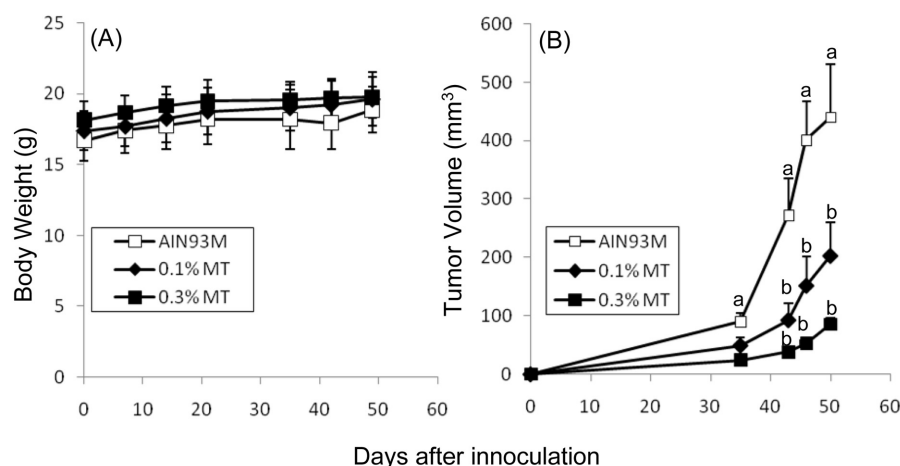 (A)
Body Weight (g)
25
20
15
10
5
0
AIN93M
0.1% MT
0.3% MT
0 10 20 30 40 50 60
(B)
Tumor Volume (mm3)
600
500
400
300
200
100
0
a
a
a
a
b
b
b
b
b
b
AIN93M
0.1% MT
0.3% MT
0 10 20 30 40 50 60
Days after innoculation